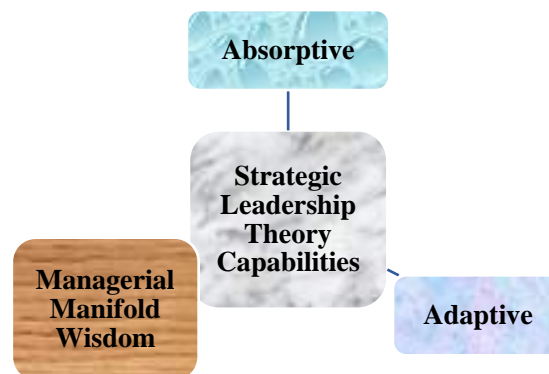 Absorptive
Strategic
Leadership
Theory
Capabilities
Managerial
Manifold
Wisdom
Adaptive